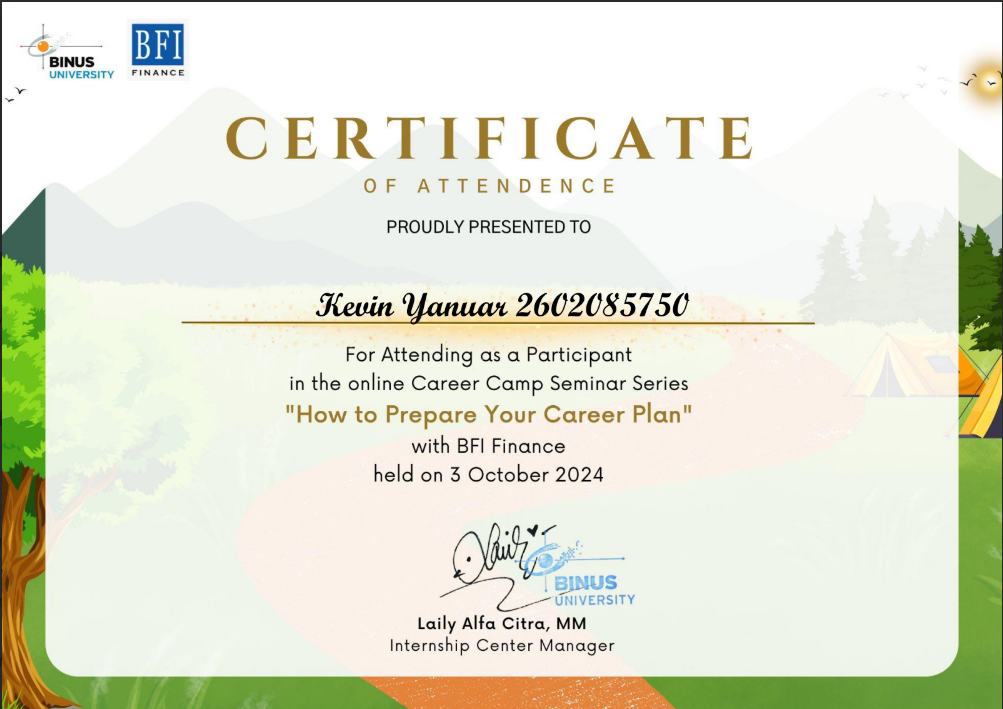 BINUS
UNIVERSITY
BFI
FINANCE
CERTIFICATE
OF ATTENDENCE
PROUDLY PRESENTED TO
Kevin Yanuar 2602085750
For Attending as a Participant
in the online Career Camp Seminar Series
"How to Prepare Your Career Plan"
with BFI Finance
held on 3 October 2024
BINUS
UNIVERSITY
Laily Alfa Citra, MM
Internship Center Manager